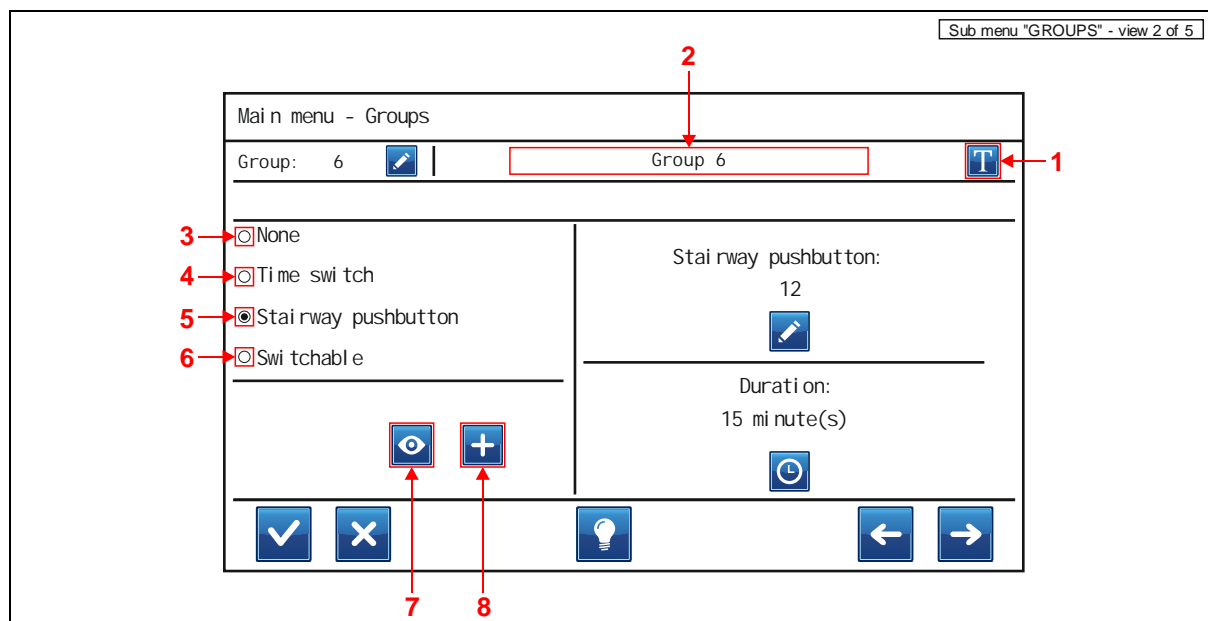 Sub menu "GROUPS" - view 2 of 5
2
Main menu - Groups
Group: 6 Group 6 T 1
3 None
4 Time switch
5 Stairway pushbutton
6 Switchable
Stairway pushbutton:
12
Duration:
15 minute(s)
7 8